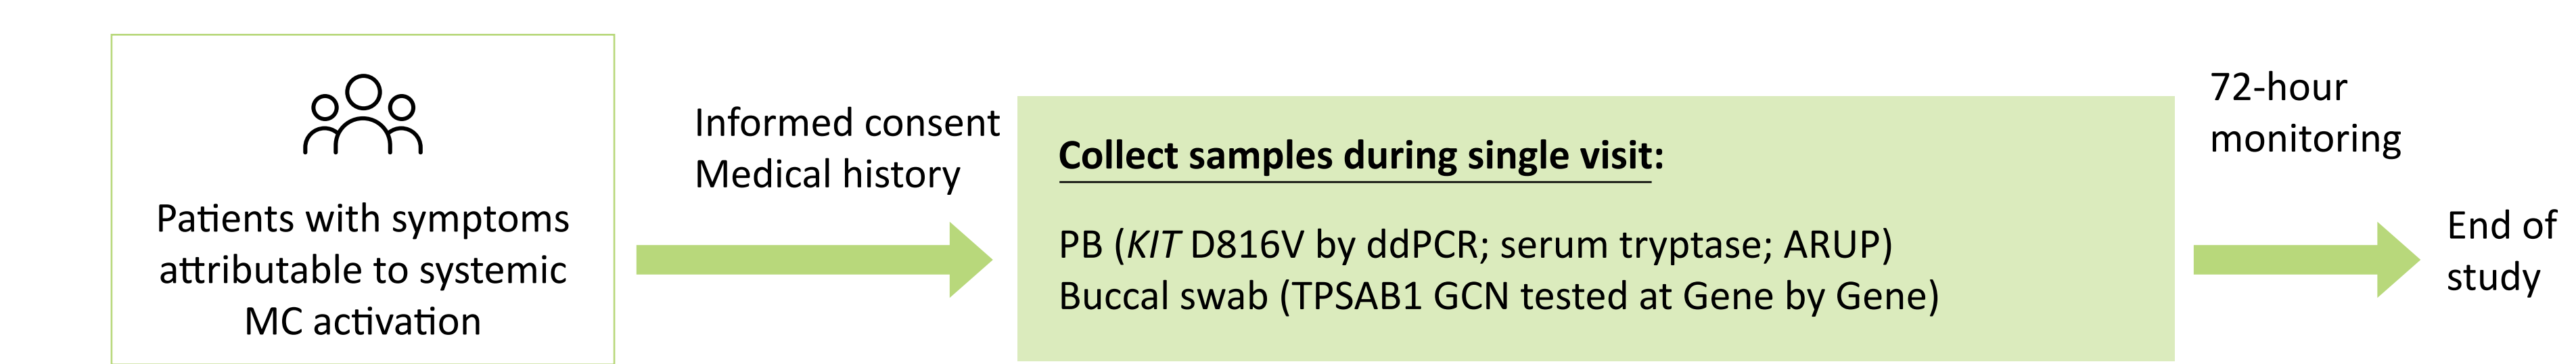 Patients with symptoms
attributable to systemic
MC activation
Informed consent
Medical history
Collect samples during single visit:
PB (KIT D816V by ddPCR; serum tryptase; ARUP)
Buccal swab (TPSAB1 GCN tested at Gene by Gene)
72-hour
monitoring
End of
study